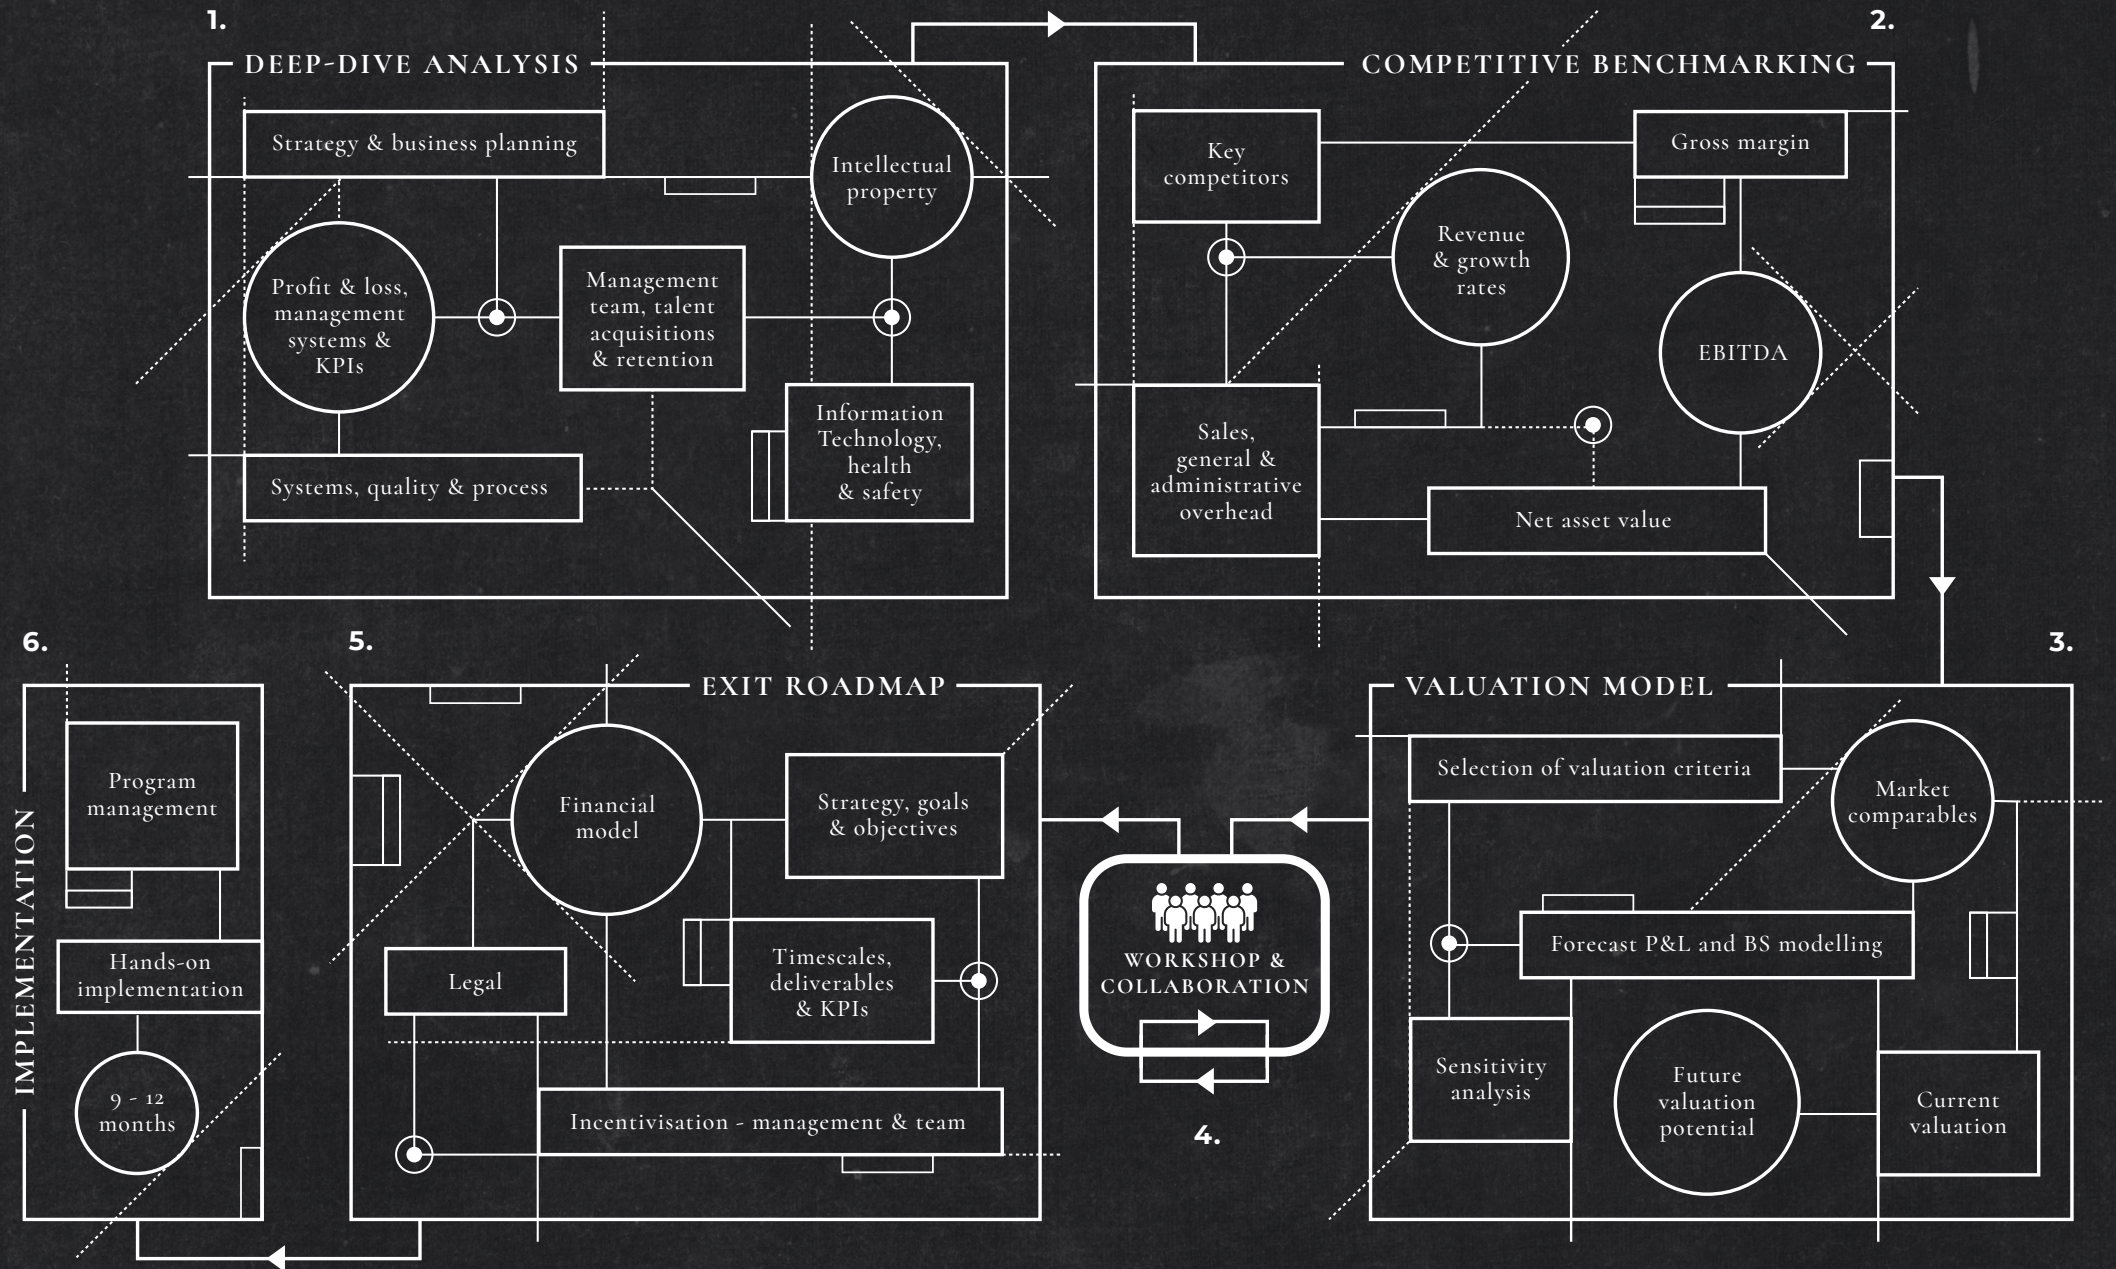 1.
DEEP-DIVE ANALYSIS
Strategy & business planning
Intellectual
property
Profit & loss,
management
systems &
KPIs
Management
team, talent
acquisitions
& retention
Information
Technology,
health
& safety
Systems, quality & process
2.
COMPETITIVE BENCHMARKING
Key
competitors
Gross margin
Revenue
& growth
rates
EBITDA
Sales,
general &
administrative
overhead
Net asset value
3.
VALUATION MODEL
Selection of valuation criteria
Market
comparables
Forecast P&L and BS modelling
Sensitivity
analysis
Future
valuation
potential
Current
valuation
WORKSHOP &
COLLABORATION
4.
5.
EXIT ROADMAP
Financial
model
Strategy, goals
& objectives
Legal
Timescales,
deliverables
& KPIs
Incentivisation - management & team
6.
IMPLEMENTATION
Program
management
Hands-on
implementation
9 - 12
months